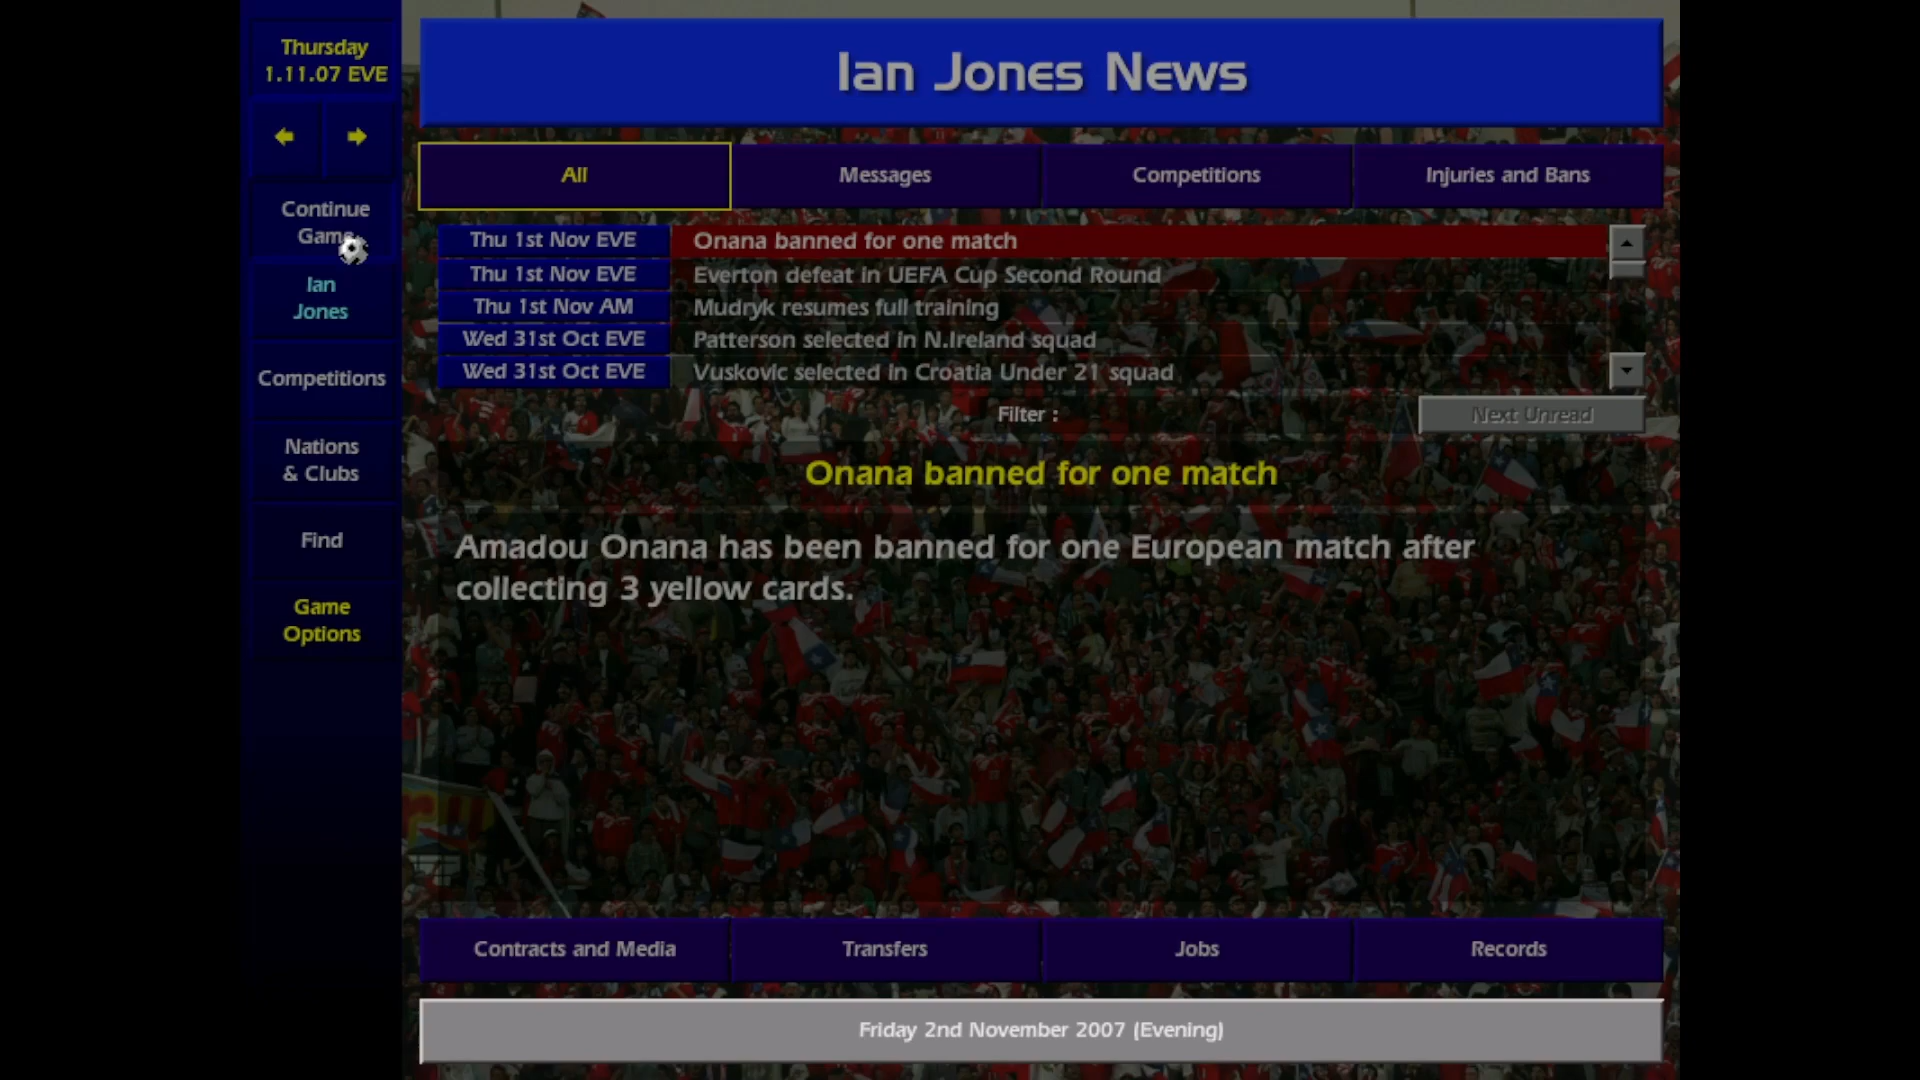 Thursday
1.11.07 EVE
Continue
Game
Ian
Jones
Competitions
Nations
& Clubs
Find
Game
Options
Ian Jones News
All
Messages
Competitions
Injuries and Bans
Thu 1st Nov EVE Onana banned for one match
Thu 1st Nov EVE Everton defeat in UEFA Cup Second Round
Thu 1st Nov AM Mudryk resumes full training
Wed 31st Oct EVE Patterson selected in N.Ireland squad
Wed 31st Oct EVE Vuskovic selected in Croatia Under 21 squad
Filter :
Next Unread
Onana banned for one match
Amadou Onana has been banned for one European match after
collecting 3 yellow cards.
Contracts and Media
Transfers
Jobs
Records
Friday 2nd November 2007 (Evening)